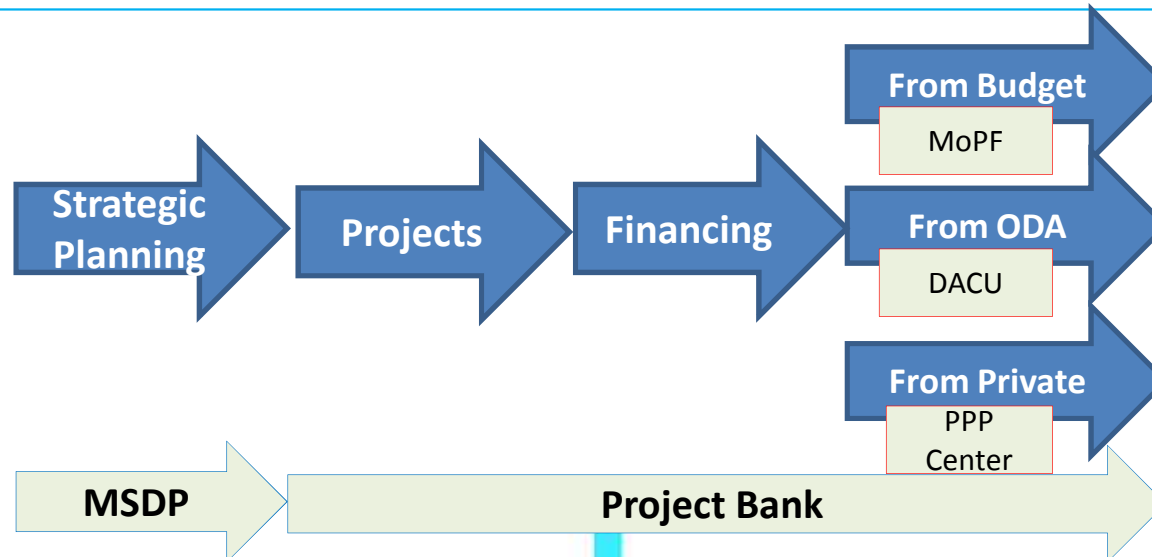 Strategic
Planning
Projects
Financing
From Budget
MoPF
From ODA
DACU
From Private
PPP
Center
MSDP
Project Bank